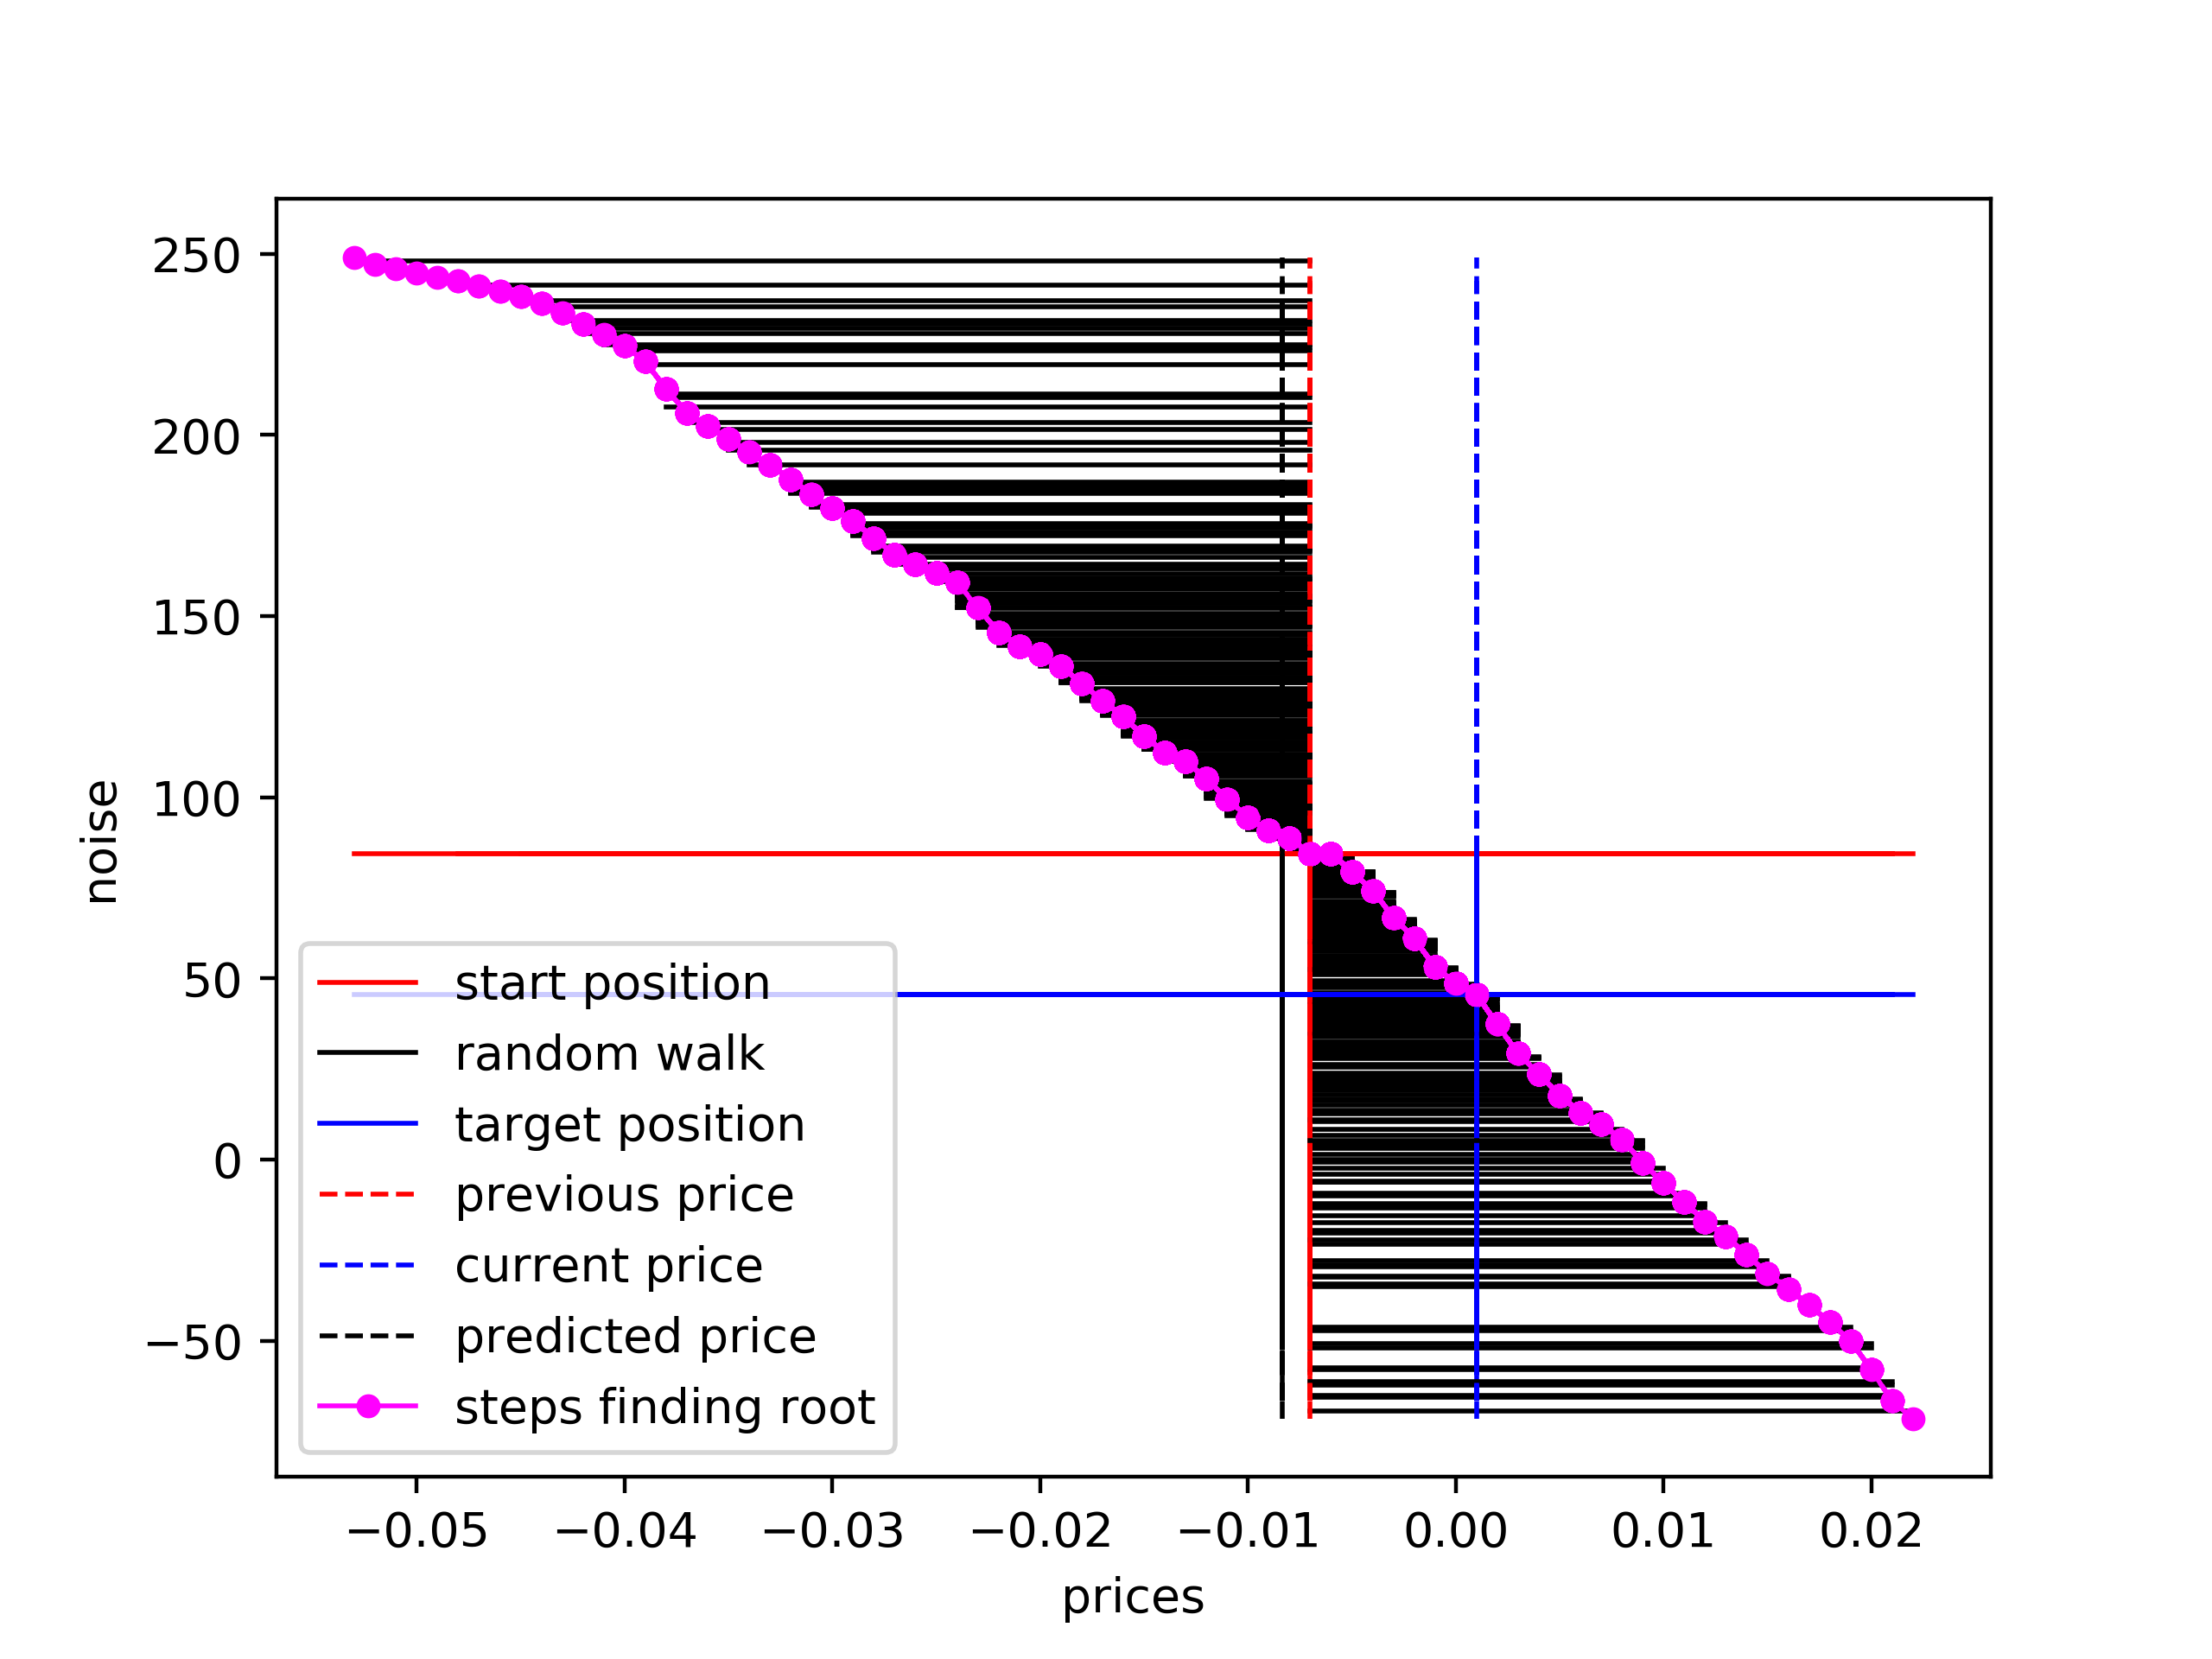 250
200
150
100
50
0
−50
noise
start position
random walk
target position
previous price
current price
predicted price
steps finding root
−0.05 −0.04 −0.03 −0.02 −0.01 0.00 0.01 0.02
prices